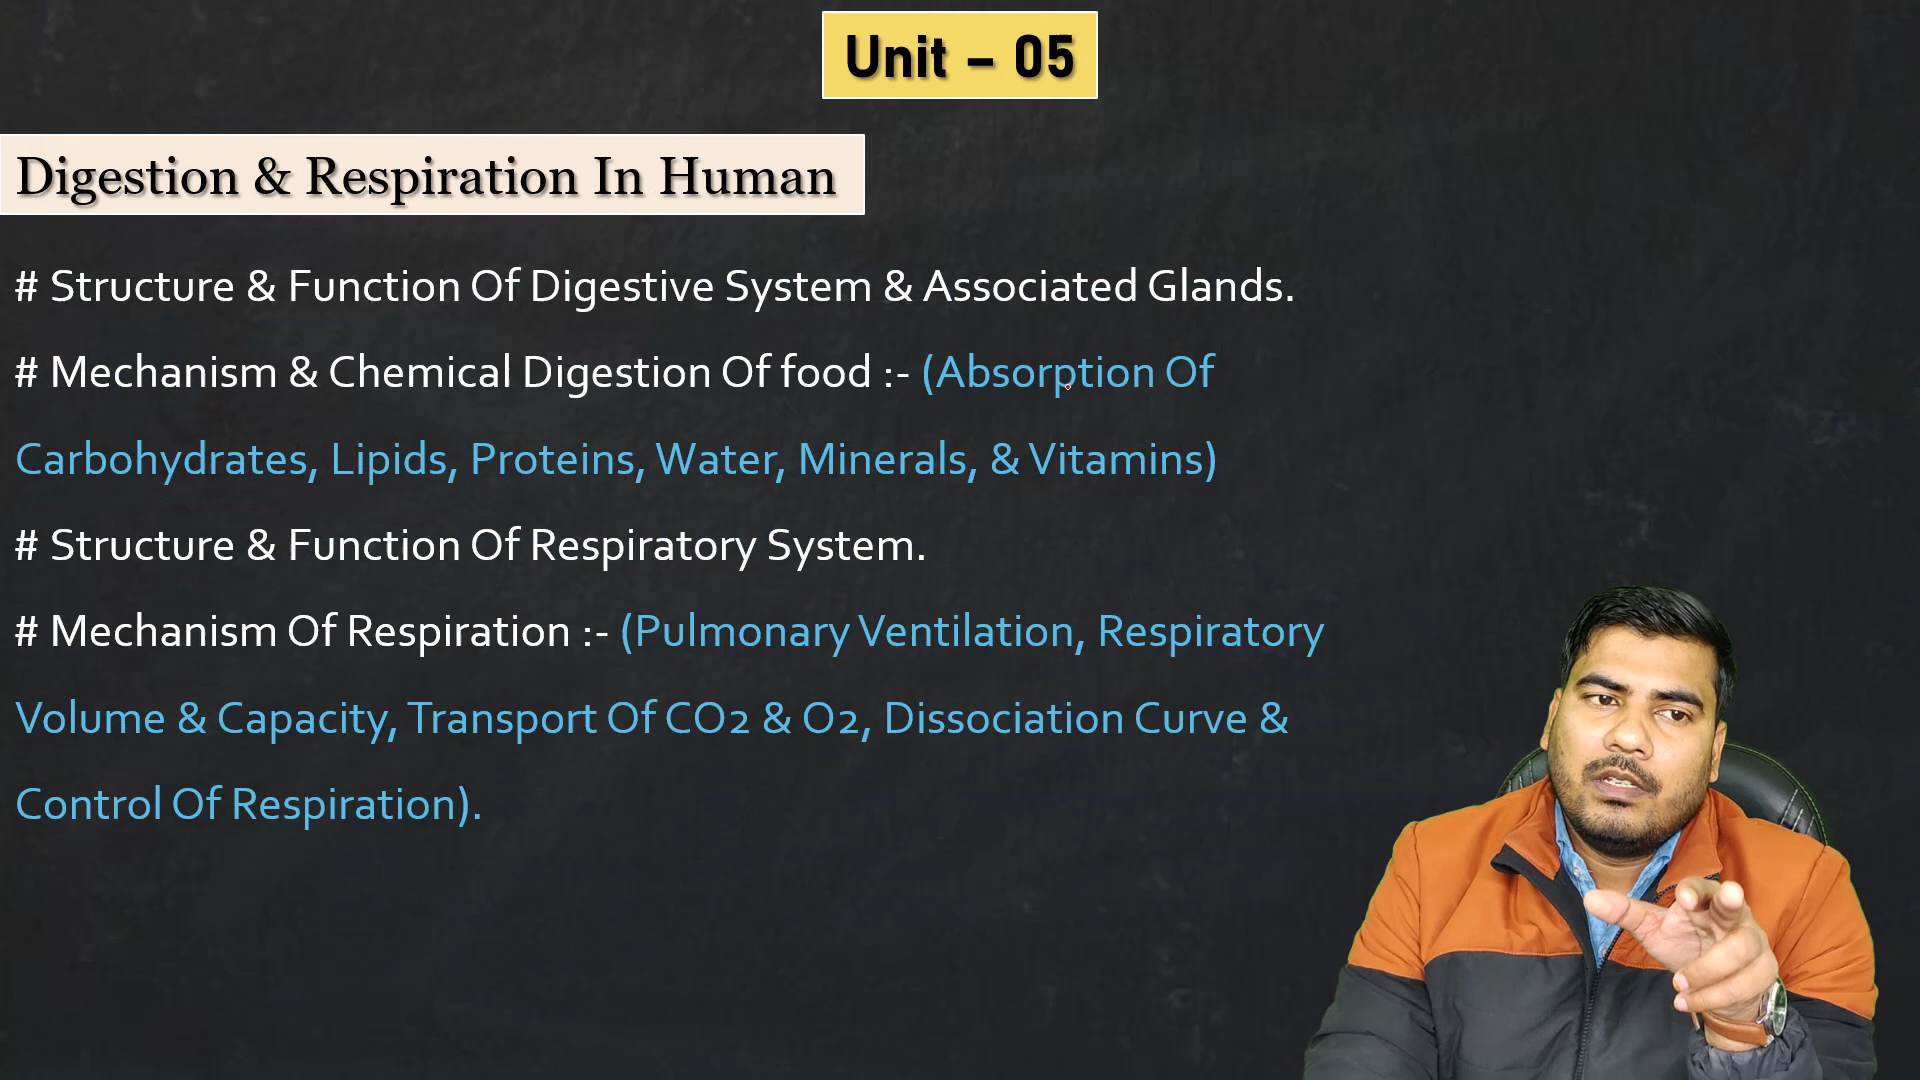 Unit – 05
Digestion & Respiration In Human
# Structure & Function Of Digestive System & Associated Glands.
# Mechanism & Chemical Digestion Of food :- (Absorption Of
Carbohydrates, Lipids, Proteins, Water, Minerals, & Vitamins)
# Structure & Function Of Respiratory System.
# Mechanism Of Respiration :- (Pulmonary Ventilation, Respiratory
Volume & Capacity, Transport Of CO2 & O2, Dissociation Curve &
Control Of Respiration).